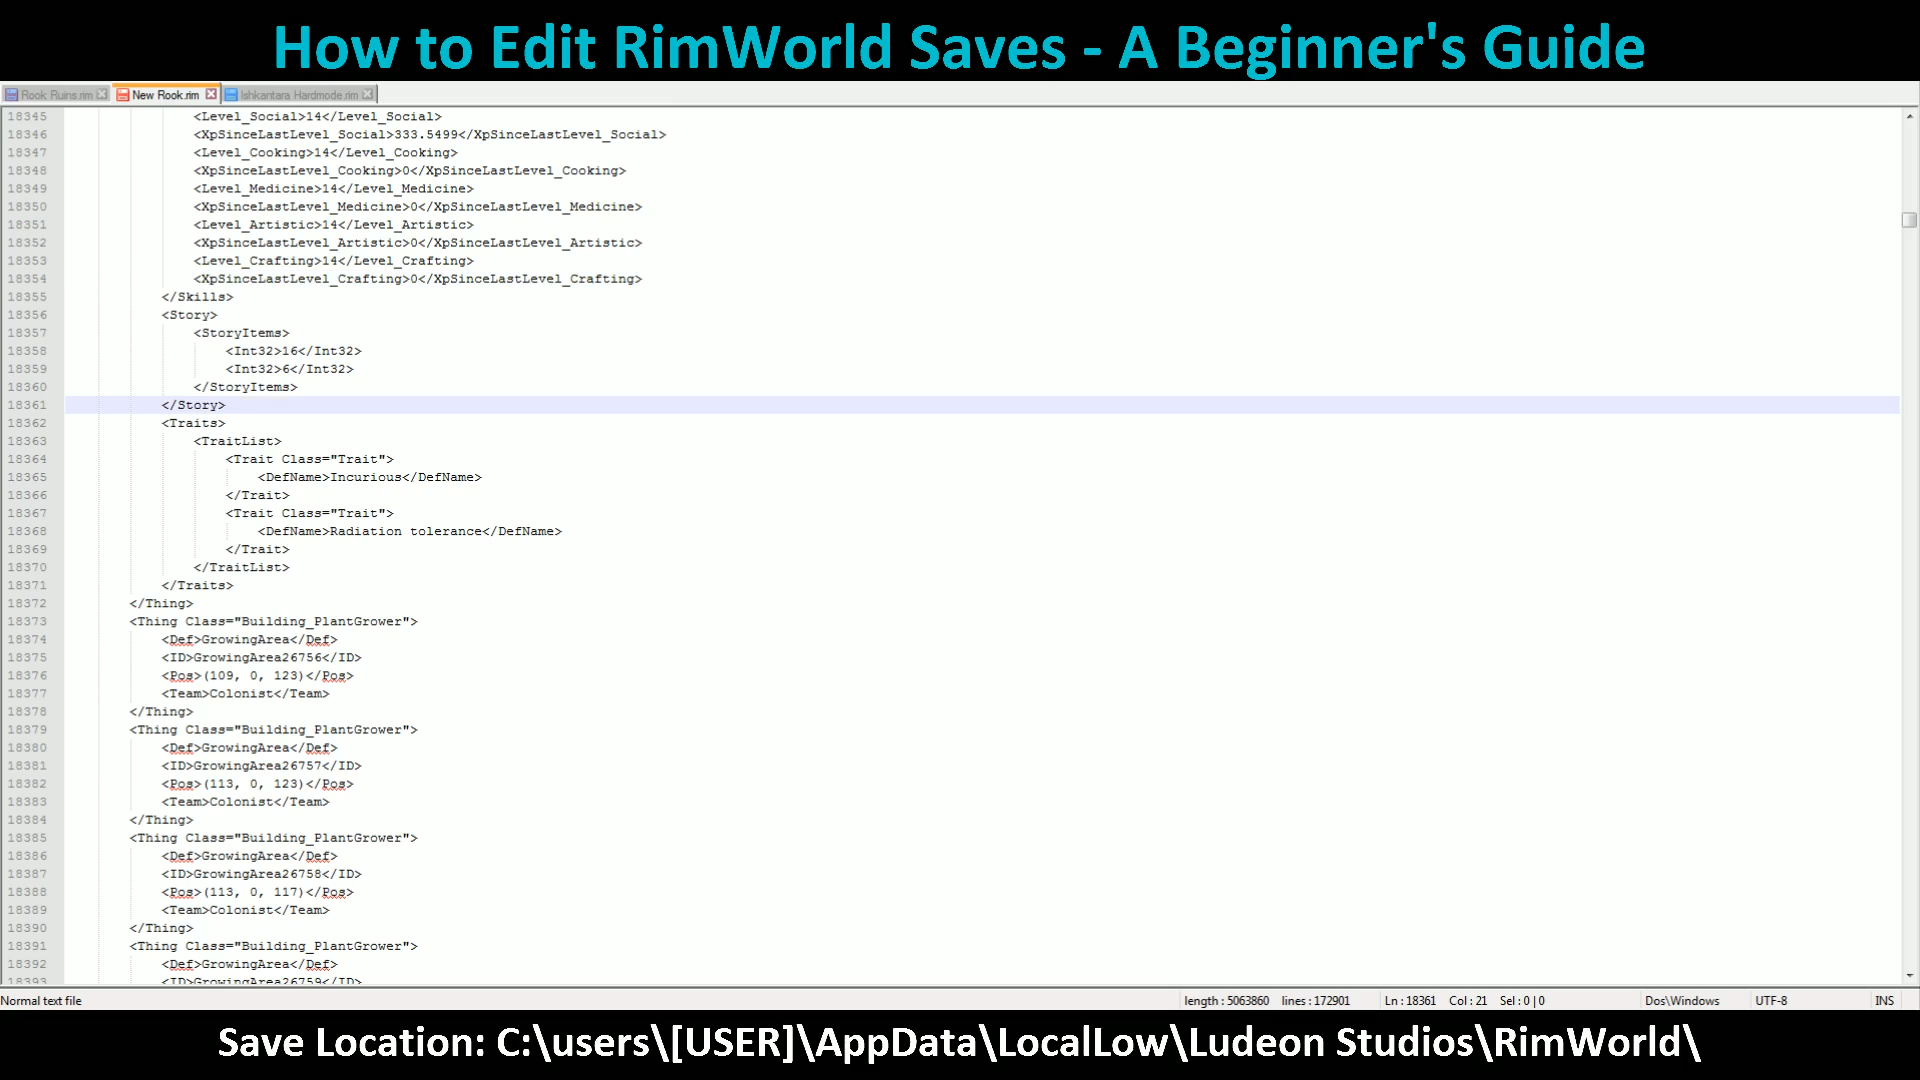 How to Edit RimWorld Saves - A Beginner's Guide
Rook Ruins.rim New Rook.rim Ishkantara Hardmode.rim
18345 <Level_Social>14</Level_Social>
18346 <XpSinceLastLevel_Social>333.5499</XpSinceLastLevel_Social>
18347 <Level_Cooking>14</Level_Cooking>
18348 <XpSinceLastLevel_Cooking>0</XpSinceLastLevel_Cooking>
18349 <Level_Medicine>14</Level_Medicine>
18350 <XpSinceLastLevel_Medicine>0</XpSinceLastLevel_Medicine>
18351 <Level_Artistic>14</Level_Artistic>
18352 <XpSinceLastLevel_Artistic>0</XpSinceLastLevel_Artistic>
18353 <Level_Crafting>14</Level_Crafting>
18354 <XpSinceLastLevel_Crafting>0</XpSinceLastLevel_Crafting>
18355 </Skills>
18356 <Story>
18357 <StoryItems>
18358 <Int32>16</Int32>
18359 <Int32>6</Int32>
18360 </StoryItems>
18361 </Story>
18362 <Traits>
18363 <TraitList>
18364 <Trait Class="Trait">
18365 <DefName>Incurious</DefName>
18366 </Trait>
18367 <Trait Class="Trait">
18368 <DefName>Radiation tolerance</DefName>
18369 </Trait>
18370 </TraitList>
18371 </Traits>
18372 </Thing>
18373 <Thing Class="Building_PlantGrower">
18374 <Def>GrowingArea</Def>
18375 <ID>GrowingArea26756</ID>
18376 <Pos>(109, 0, 123)</Pos>
18377 <Team>Colonist</Team>
18378 </Thing>
18379 <Thing Class="Building_PlantGrower">
18380 <Def>GrowingArea</Def>
18381 <ID>GrowingArea26757</ID>
18382 <Pos>(113, 0, 123)</Pos>
18383 <Team>Colonist</Team>
18384 </Thing>
18385 <Thing Class="Building_PlantGrower">
18386 <Def>GrowingArea</Def>
18387 <ID>GrowingArea26758</ID>
18388 <Pos>(113, 0, 117)</Pos>
18389 <Team>Colonist</Team>
18390 </Thing>
18391 <Thing Class="Building_PlantGrower">
18392 <Def>GrowingArea</Def>
18393 <ID>GrowingArea26759</ID>
Normal text file length : 5063860 lines : 172901 Ln : 18361 Col : 21 Sel : 0 | 0 Dos\Windows UTF-8 INS
Save Location: C:\users\[USER]\AppData\LocalLow\Ludeon Studios\RimWorld\